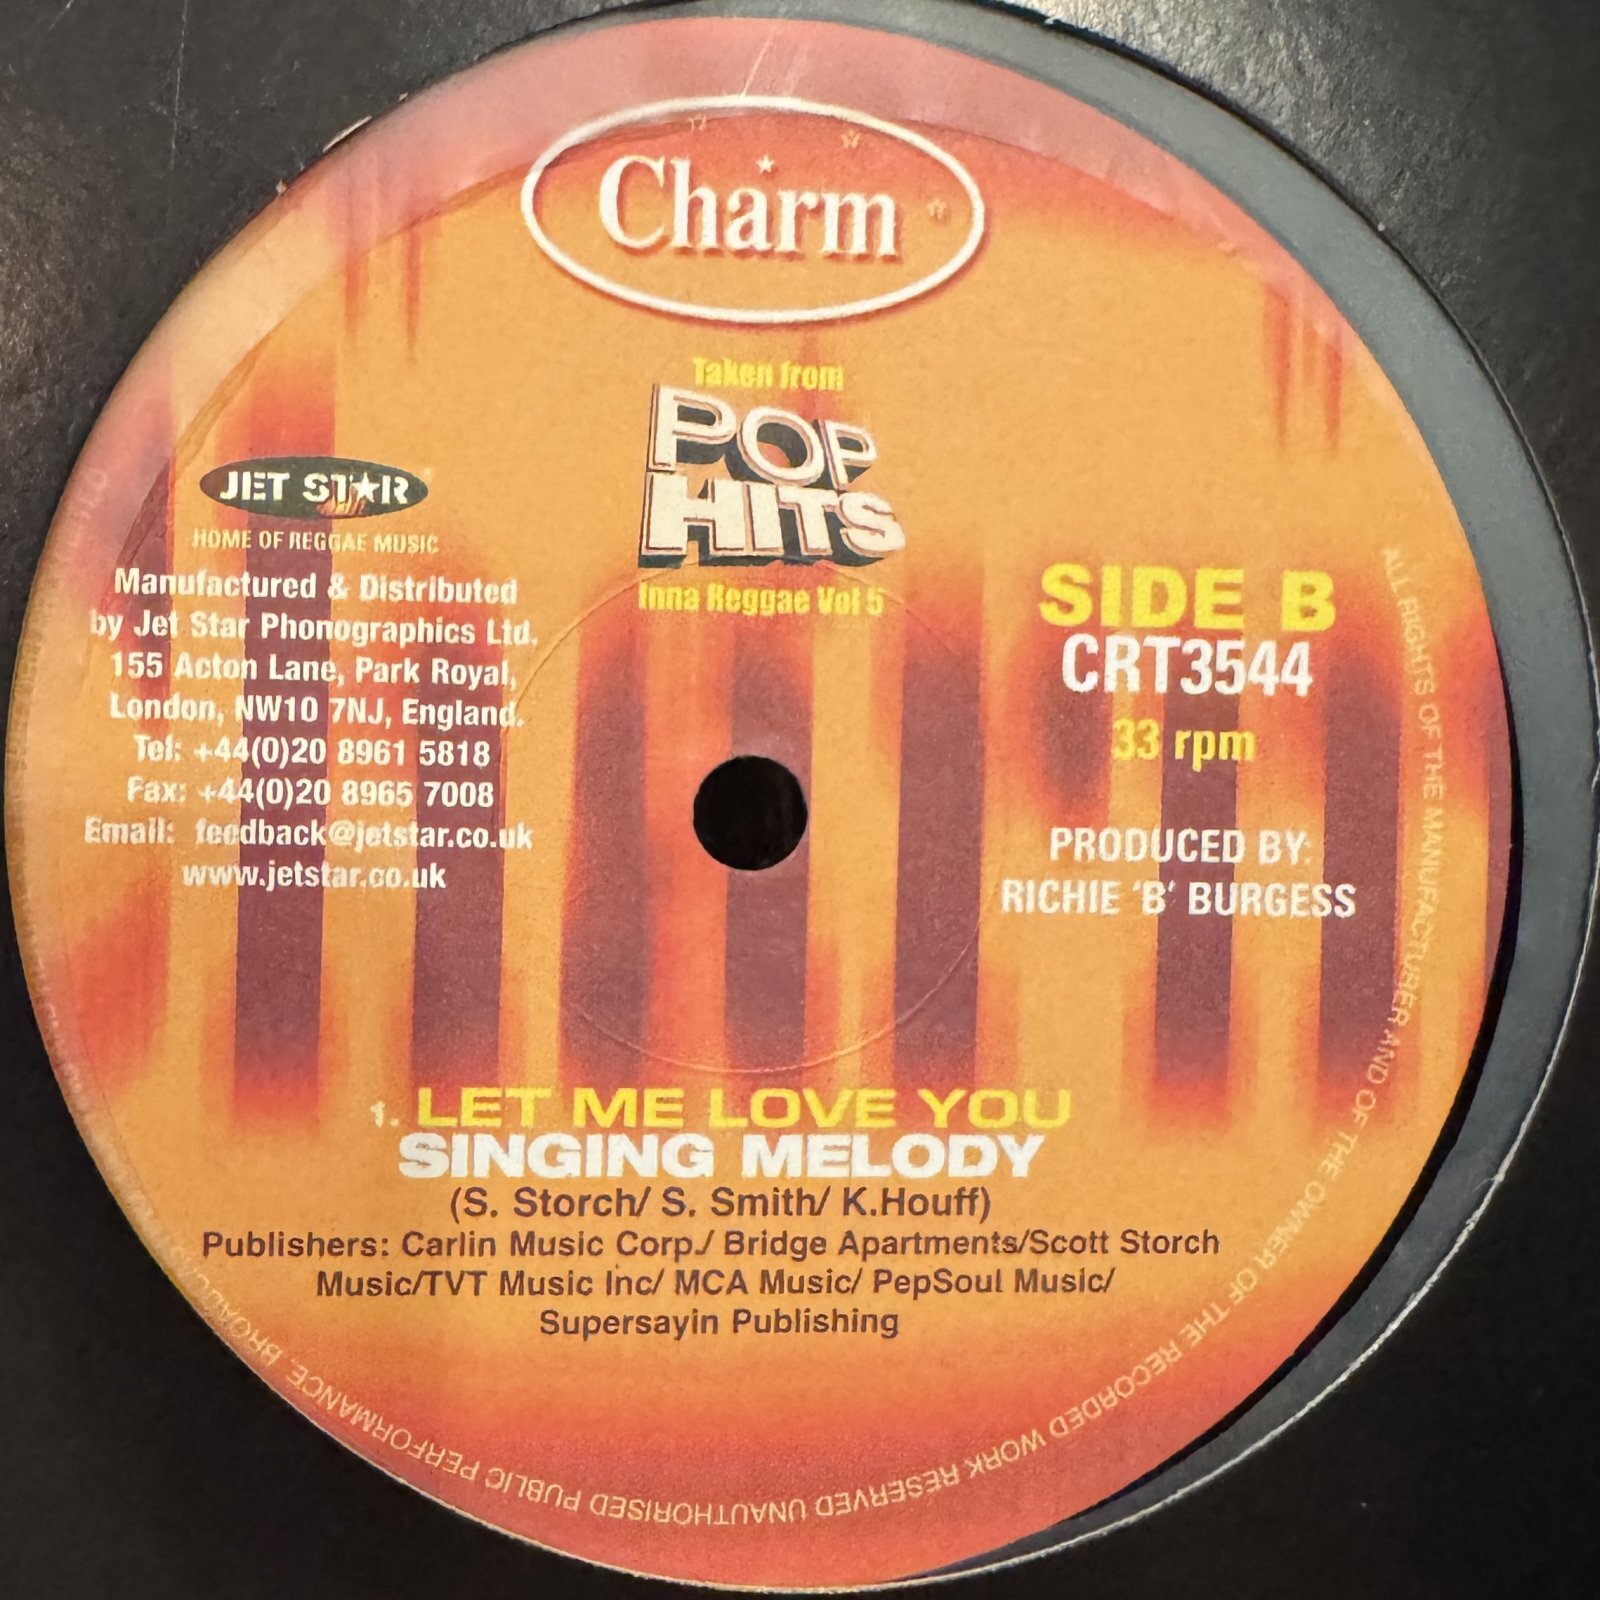 Charm
Taken from
POP
HITS
Inna Reggae Vol 5
JET STAR
HOME OF REGGAE MUSIC
Manufactured & Distributed
by Jet Star Phonographics Ltd.
155 Acton Lane, Park Royal,
London, NW10 7NJ, England.
Tel: +44(0)20 8961 5818
Fax: +44(0)20 8965 7008
Email: feedback@jetstar.co.uk
www.jetstar.co.uk
SIDE B
CRT3544
33 rpm
PRODUCED BY:
RICHIE 'B' BURGESS
1. LET ME LOVE YOU
SINGING MELODY
(S. Storch/ S. Smith/ K.Houff)
Publishers: Carlin Music Corp./ Bridge Apartments/Scott Storch
Music/TVT Music Inc/ MCA Music/ PepSoul Music/
Supersayin Publishing
ALL RIGHTS OF THE MANUFACTURER AND OF THE OWNER OF THE RECORDED WORK RESERVED UNAUTHORISED PUBLIC PERFORMANCE.